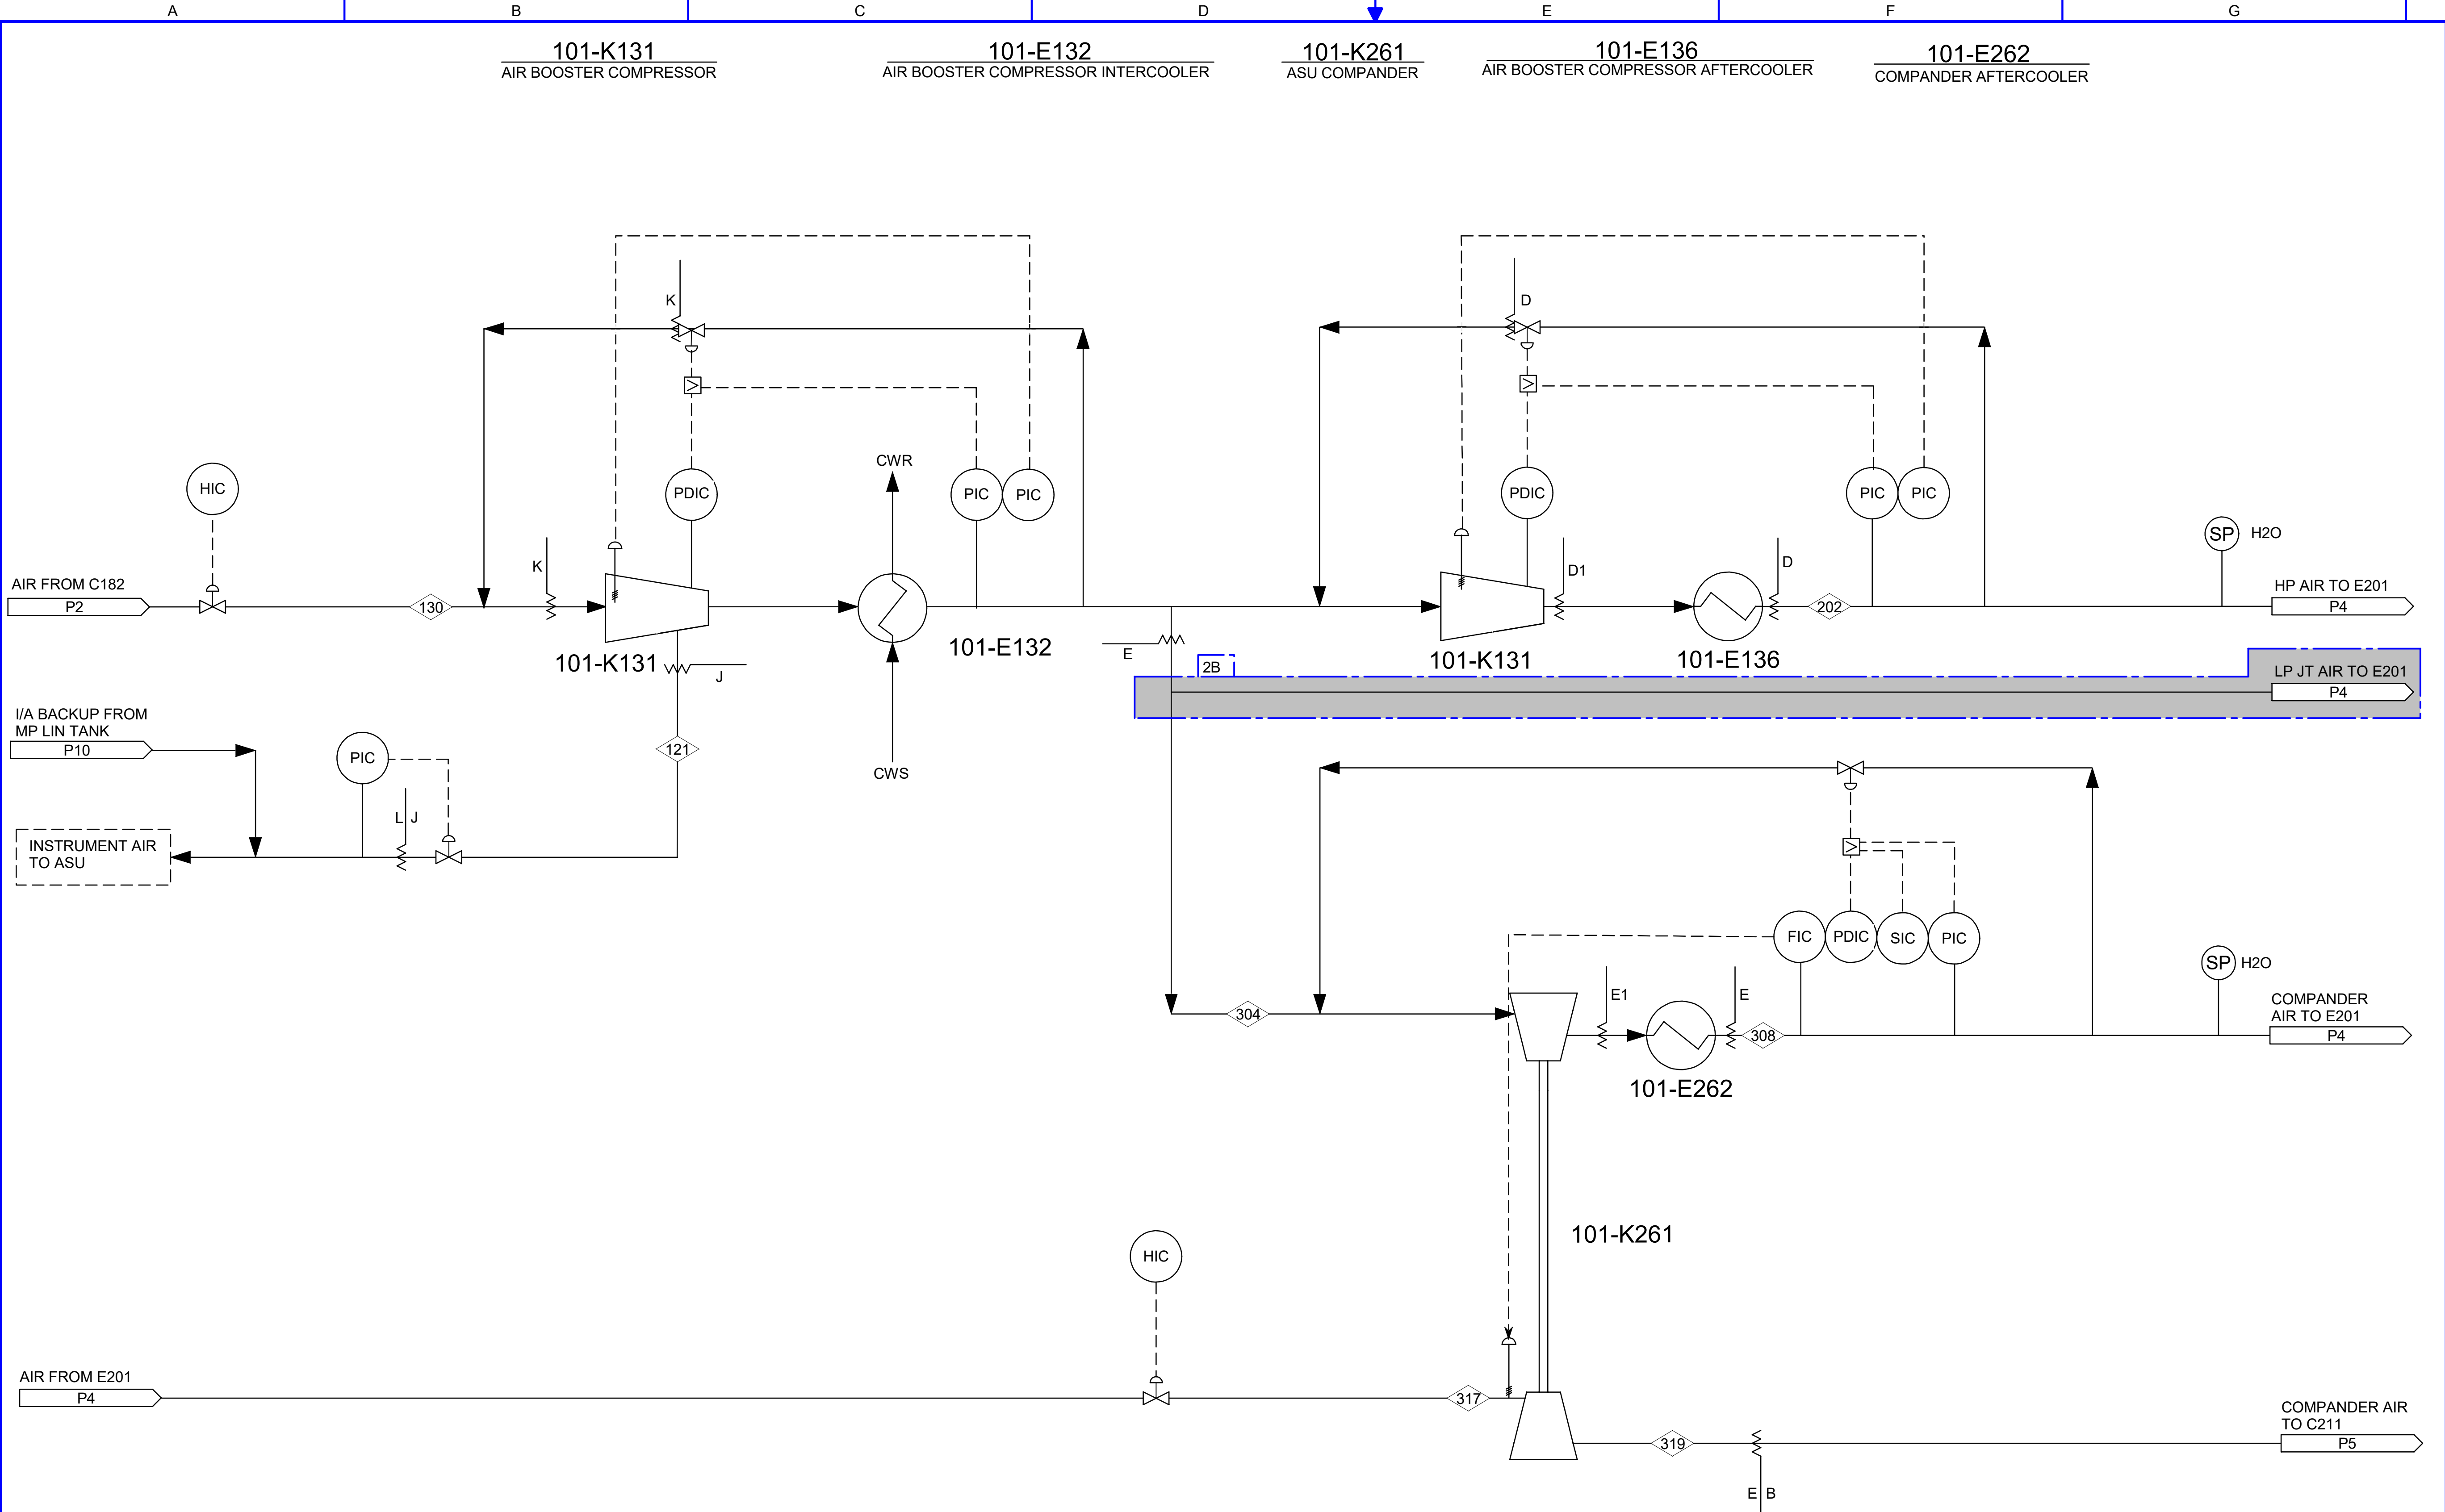 A
B
C
D
E
F
G
101-K131
AIR BOOSTER COMPRESSOR
101-E132
AIR BOOSTER COMPRESSOR INTERCOOLER
101-K261
ASU COMPANDER
101-E136
AIR BOOSTER COMPRESSOR AFTERCOOLER
101-E262
COMPANDER AFTERCOOLER
K
D
>
>
CWR
HIC
PDIC
PIC
PIC
PDIC
PIC
PIC
SP
H2O
K
D1
D
AIR FROM C182
P2
130
202
HP AIR TO E201
P4
101-K131
J
101-E132
E
101-K131
101-E136
2B
LP JT AIR TO E201
P4
I/A BACKUP FROM
MP LIN TANK
P10
PIC
121
CWS
L
J
INSTRUMENT AIR
TO ASU
>
FIC
PDIC
SIC
PIC
SP
H2O
E1
E
304
308
COMPANDER
AIR TO E201
P4
101-E262
101-K261
HIC
AIR FROM E201
P4
317
319
COMPANDER AIR
TO C211
P5
E
B